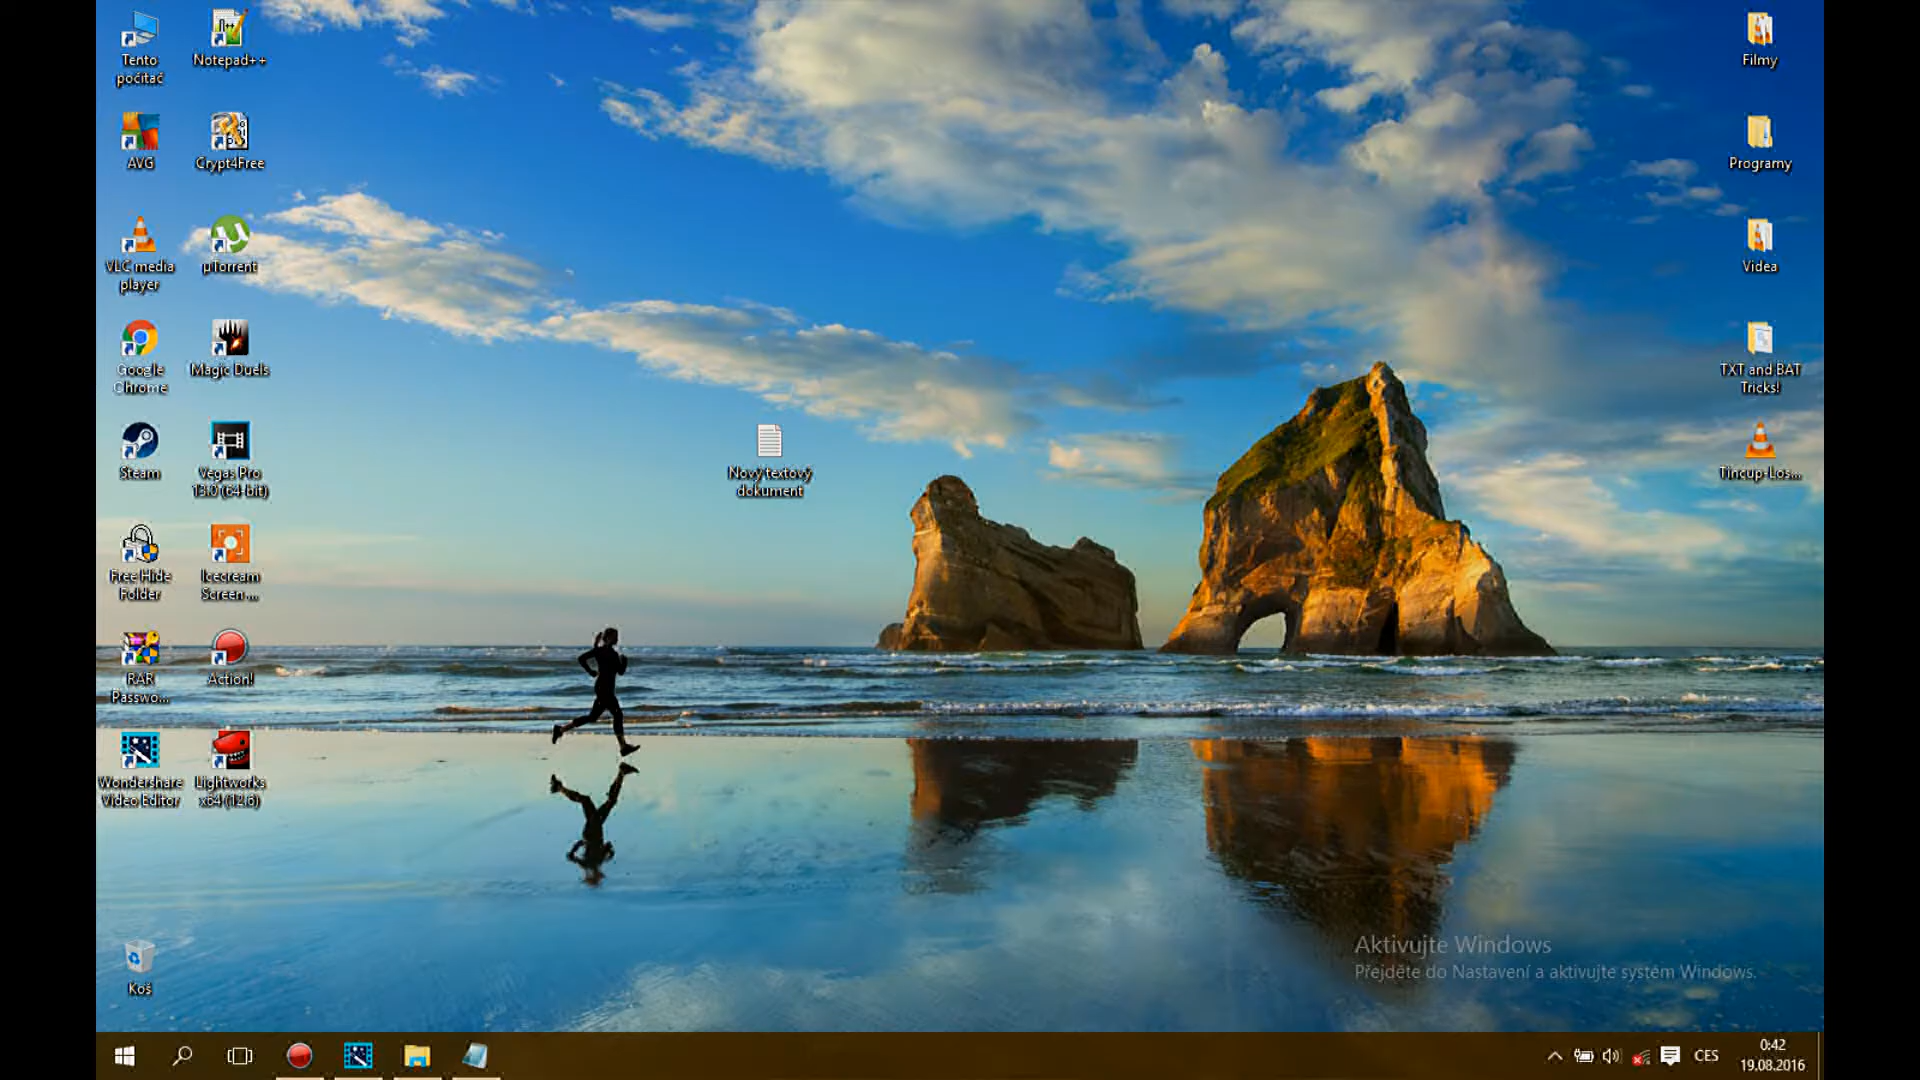 Tento
počítač
Notepad++
AVG
Crypt4Free
VLC media
player
µTorrent
Google
Chrome
Magic Duels
Steam
Vegas Pro
13.0 (64-bit)
Free Hide
Folder
Icecream
Screen ...
RAR
Passwo...
Action!
Wondershare
Video Editor
Lightworks
x64 (12.6)
Koš
Nový textový
dokument
Filmy
Programy
Videa
TXT and BAT
Tricks!
Tincup-Los...
Aktivujte Windows
Přejděte do Nastavení a aktivujte systém Windows.
CES
0:42
19.08.2016